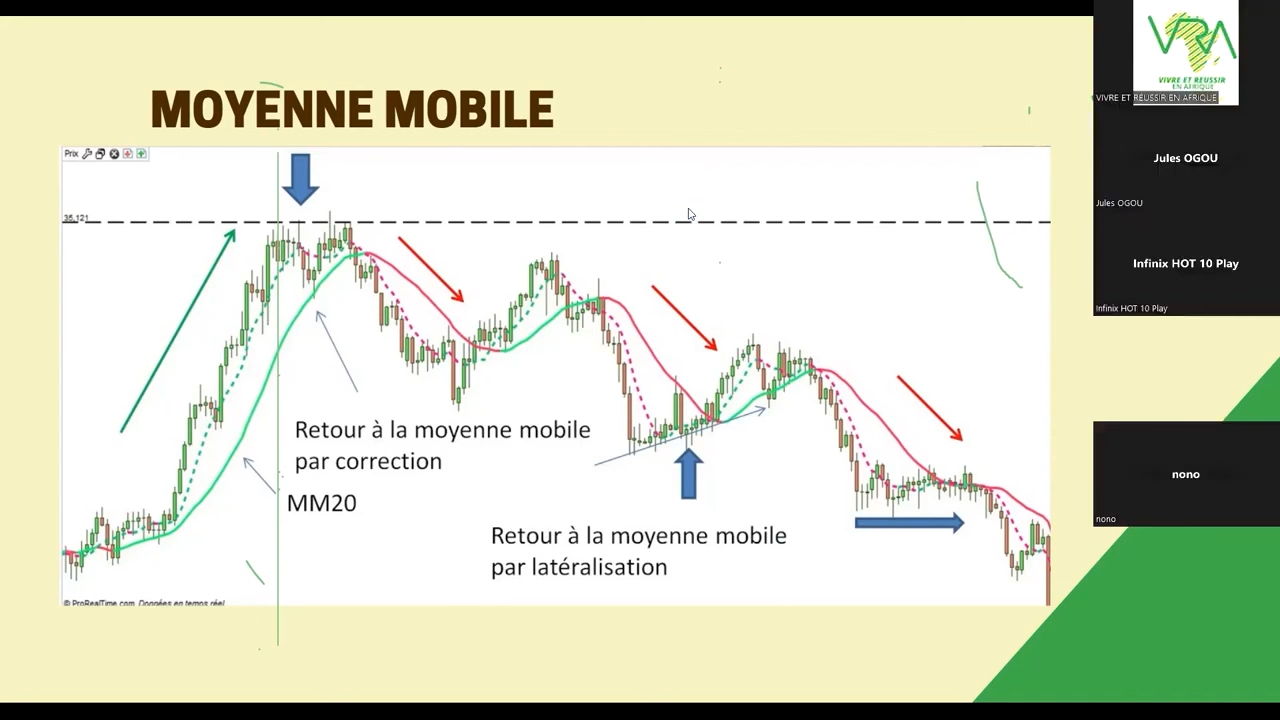 MOYENNE MOBILE
Prix
35,121
Retour à la moyenne mobile
par correction
MM20
Retour à la moyenne mobile
par latéralisation
© ProRealTime.com Données en temps réel
VRA
VIVRE ET REUSSIR
EN AFRIQUE
VIVRE ET REUSSIR EN AFRIQUE
Jules OGOU
Jules OGOU
Infinix HOT 10 Play
Infinix HOT 10 Play
nono
nono